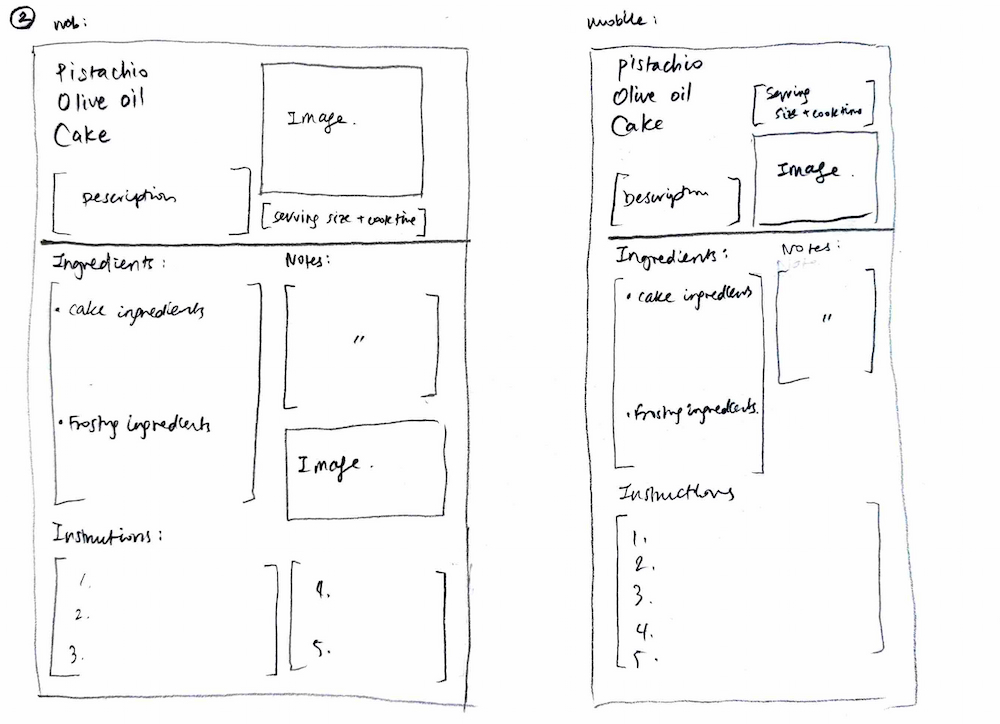 2 web:
Pistachio
Olive oil
Cake
Image.
Description
Serving size + cook time
Ingredients:
• cake ingredients
• Frosting ingredients
Notes:
"
Image.
Instructions:
1.
2.
3.
4.
5.
mobile:
pistachio
Olive oil
Cake
Serving
size + cook time
Image.
Description
Ingredients:
• cake ingredients
• Frosting ingredients.
Notes:
"
Instructions
1.
2.
3.
4.
5.